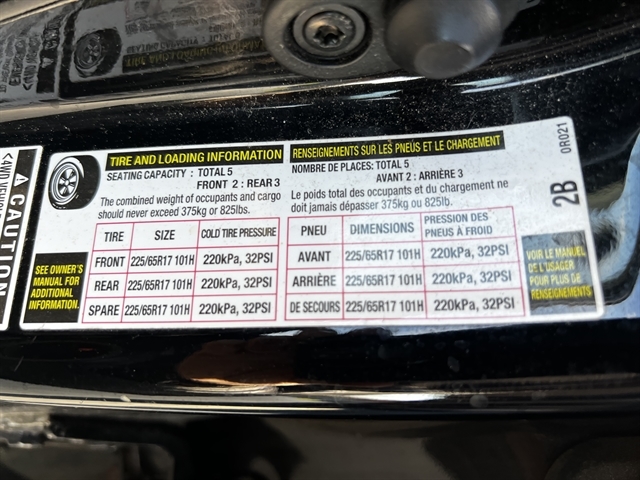 TIRE AND LOADING INFORMATION
SEATING CAPACITY : TOTAL 5
FRONT 2 : REAR 3
The combined weight of occupants and cargo
should never exceed 375kg or 825lbs.
SEE OWNER'S
MANUAL FOR
ADDITIONAL
INFORMATION.
TIRE SIZE COLD TIRE PRESSURE
FRONT 225/65R17 101H 220kPa, 32PSI
REAR 225/65R17 101H 220kPa, 32PSI
SPARE 225/65R17 101H 220kPa, 32PSI
RENSEIGNEMENTS SUR LES PNEUS ET LE CHARGEMENT
NOMBRE DE PLACES: TOTAL 5
AVANT 2 : ARRIÈRE 3
Le poids total des occupants et du chargement ne
doit jamais dépasser 375kg ou 825lb.
PNEU DIMENSIONS PRESSION DES
PNEUS À FROID
AVANT 225/65R17 101H 220kPa, 32PSI
ARRIÈRE 225/65R17 101H 220kPa, 32PSI
DE SECOURS 225/65R17 101H 220kPa, 32PSI
VOIR LE MANUEL
DE L'USAGER
POUR PLUS DE
RENSEIGNEMENTS
2B
0R021
CAUTION
<4WD